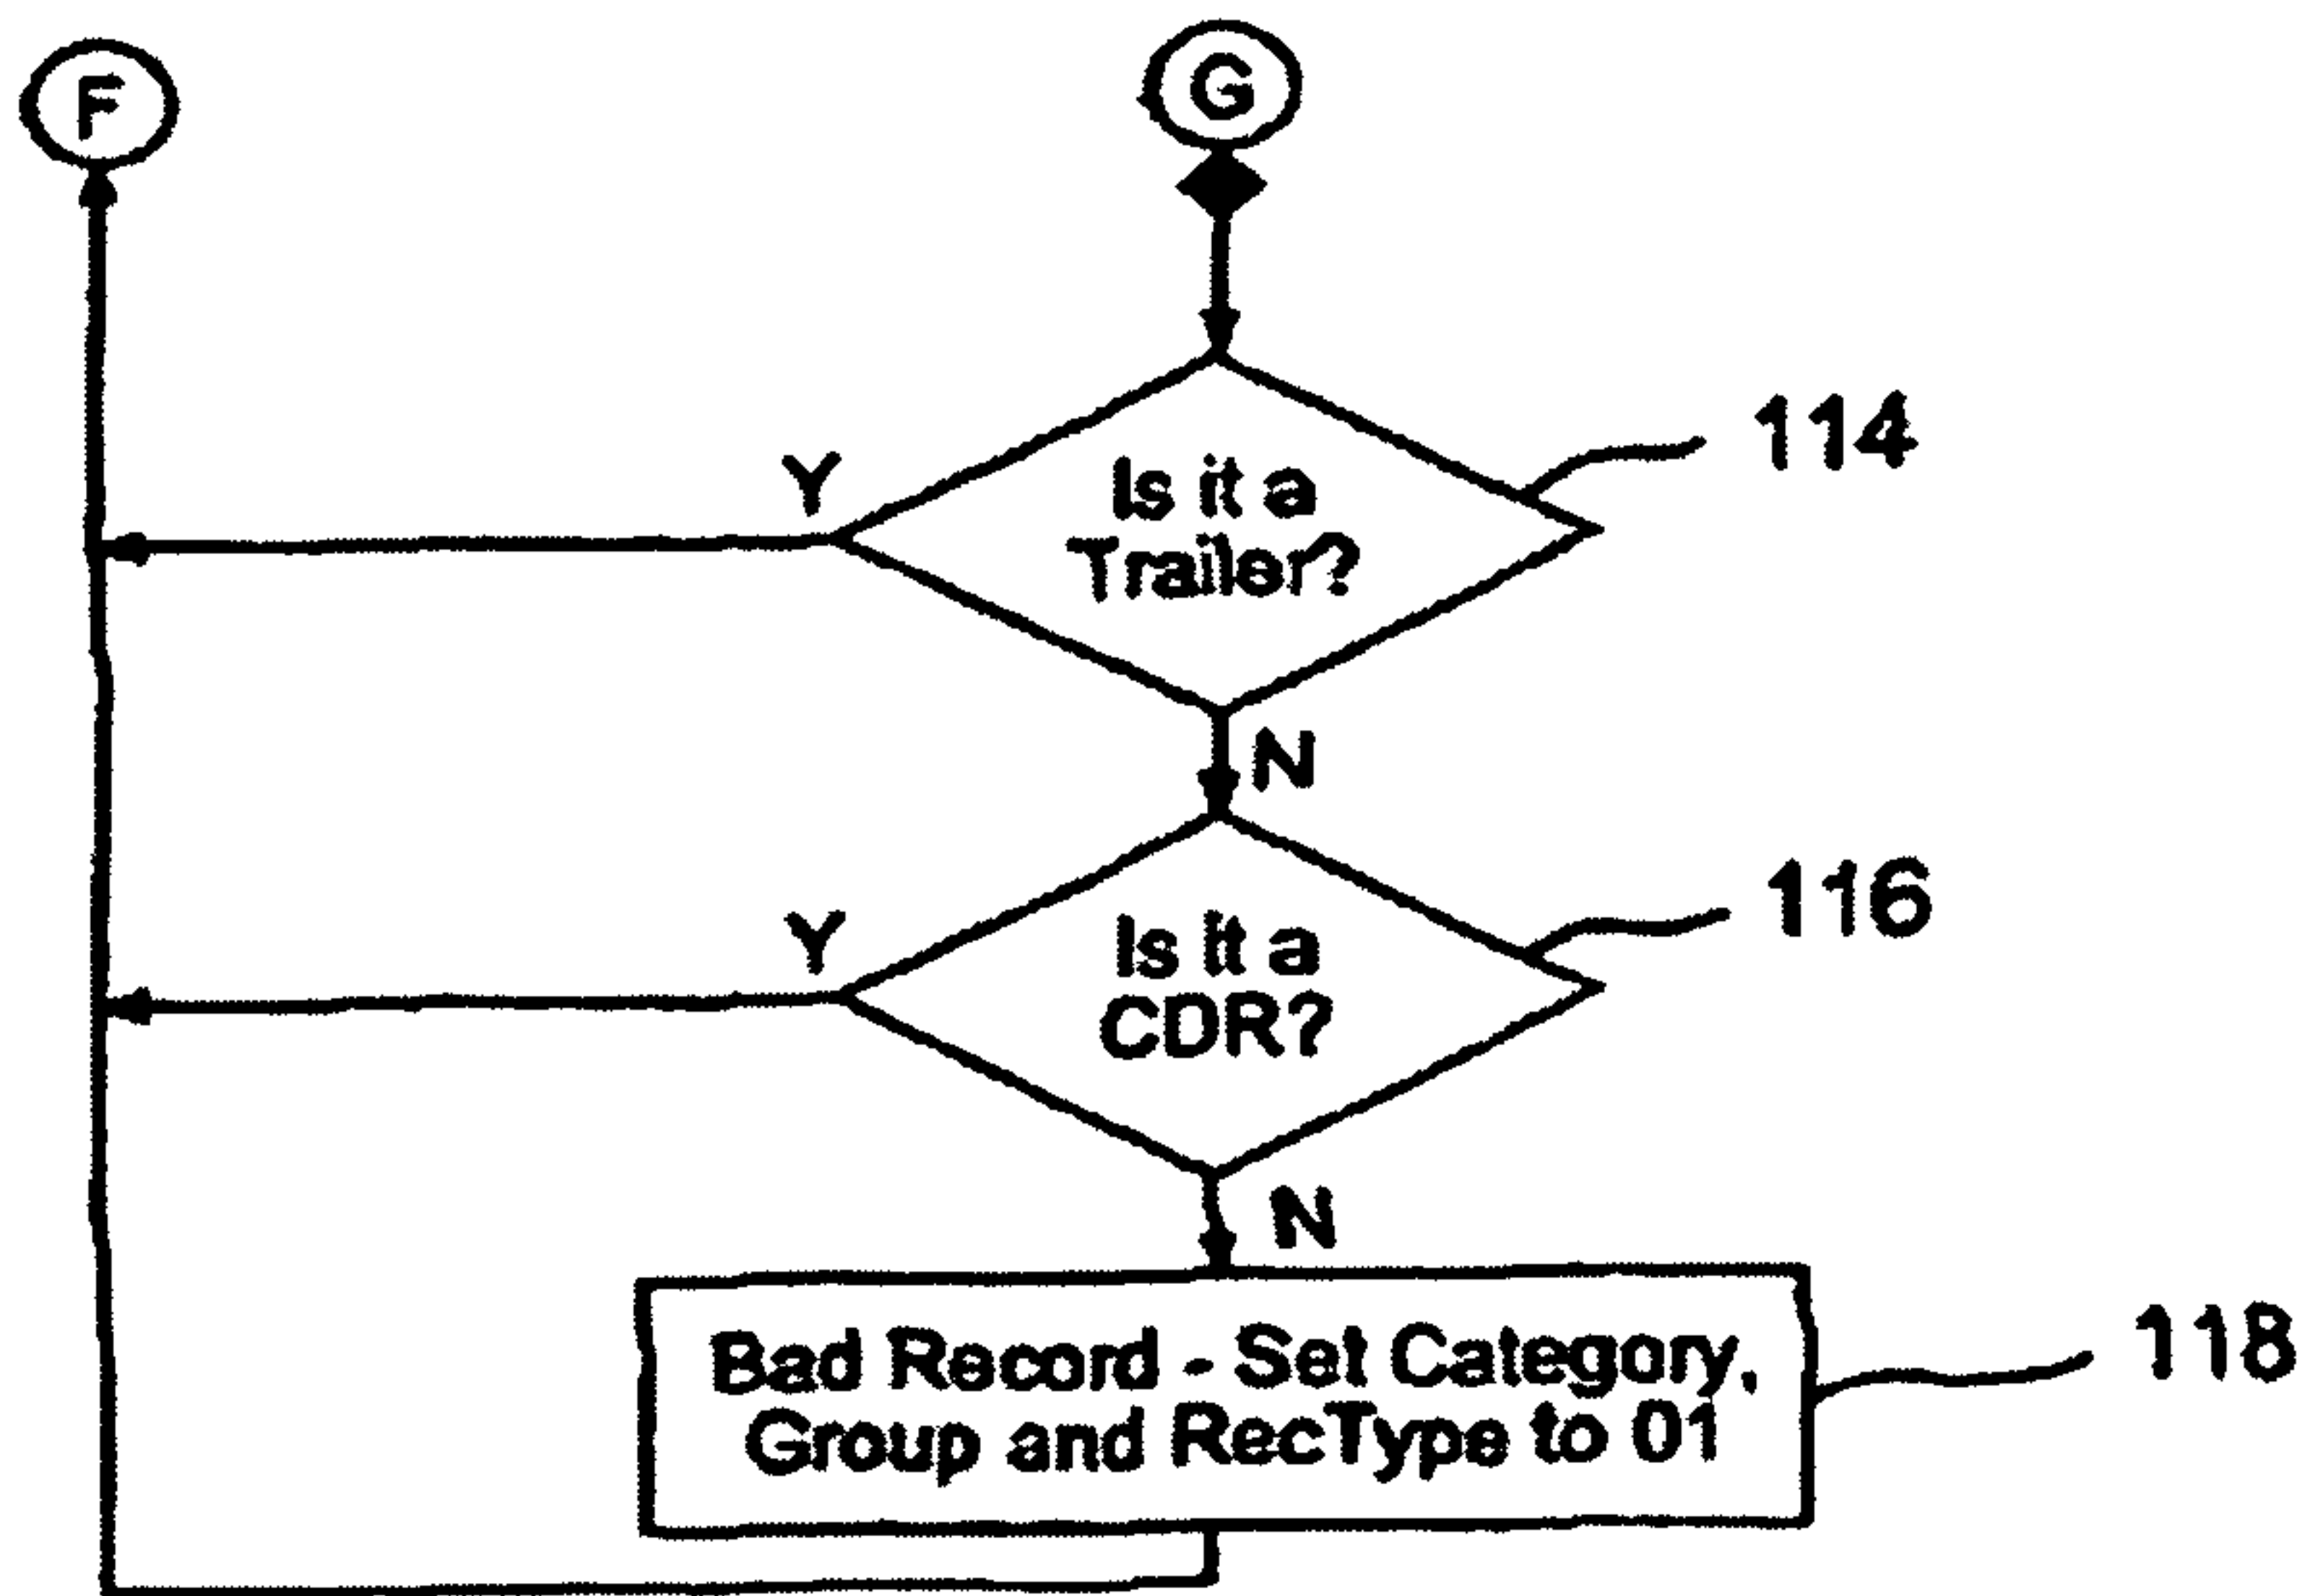 F
G
114
Y
Is it a
Trailer?
N
116
Y
Is it a
CDR?
N
118
Bad Record - Set Category,
Group and RecType to 01